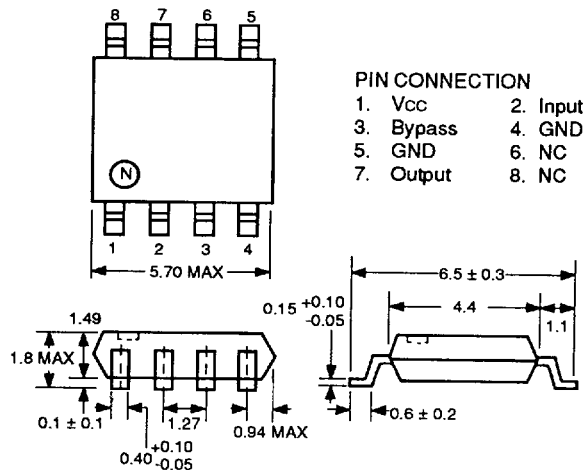 8 7 6 5
N
1 2 3 4
5.70 MAX
PIN CONNECTION
1. Vcc 2. Input
3. Bypass 4. GND
5. GND 6. NC
7. Output 8. NC
1.49
1.8 MAX
0.1 ± 0.1
1.27
0.40 +0.10 -0.05
0.94 MAX
6.5 ± 0.3
0.15 +0.10 -0.05
4.4
1.1
0.6 ± 0.2